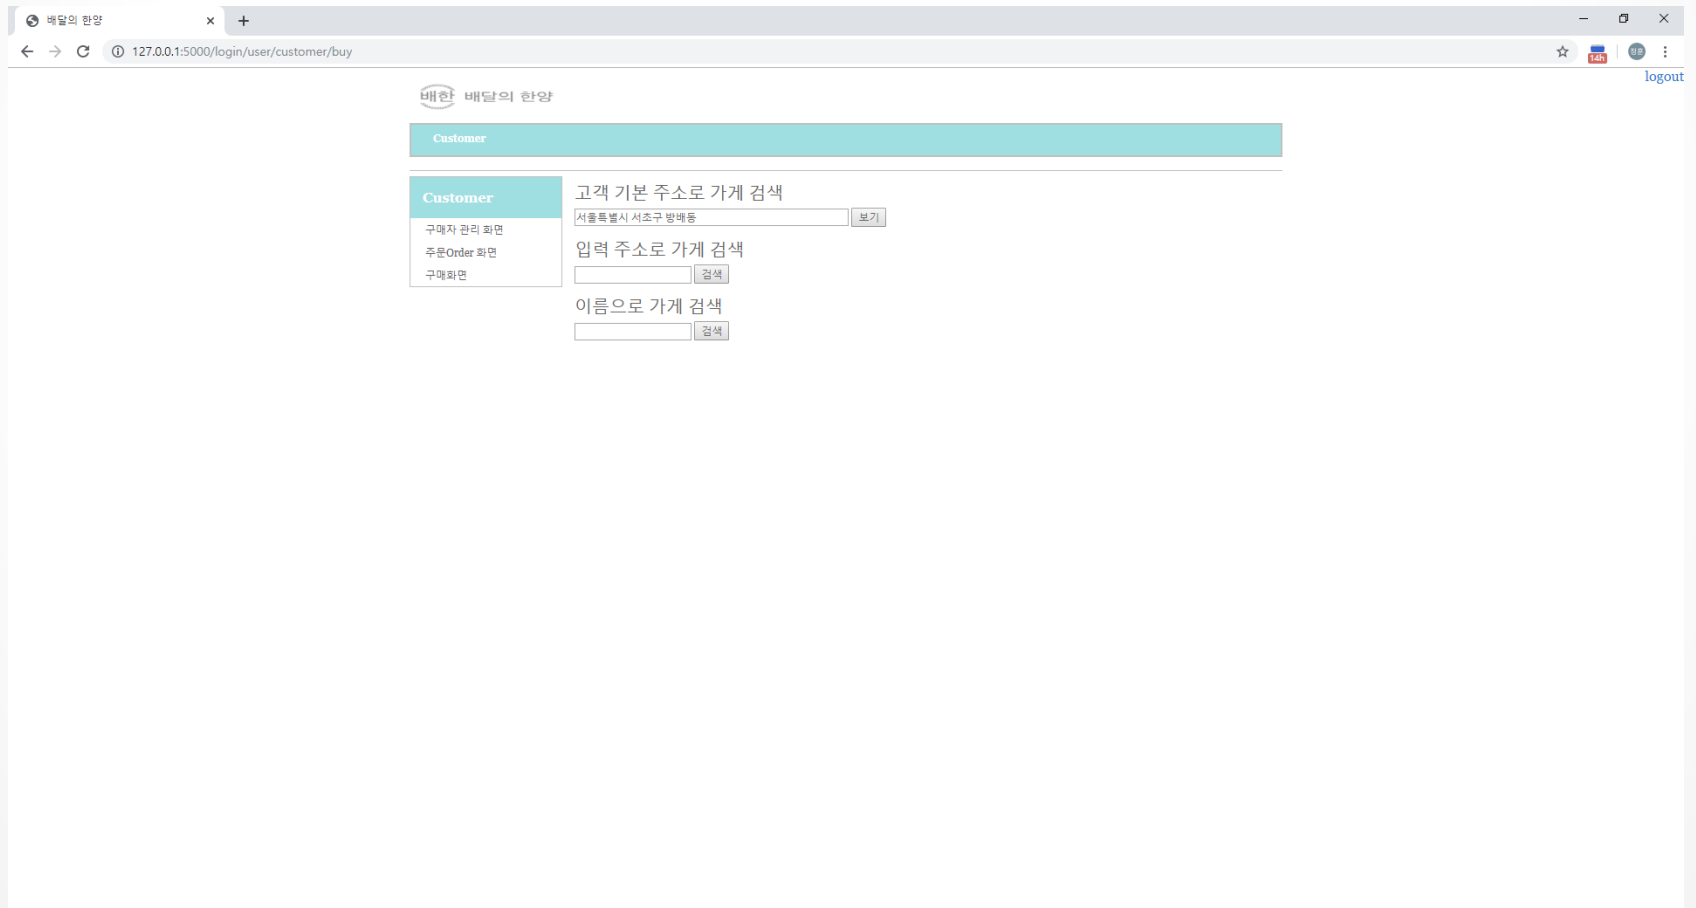 배달의 한양
127.0.0.1:5000/login/user/customer/buy
14h
logout
배한 배달의 한양
Customer
Customer
구매자 관리 화면
주문Order 화면
구매화면
고객 기본 주소로 가게 검색
서울특별시 서초구 방배동 보기
입력 주소로 가게 검색
검색
이름으로 가게 검색
검색